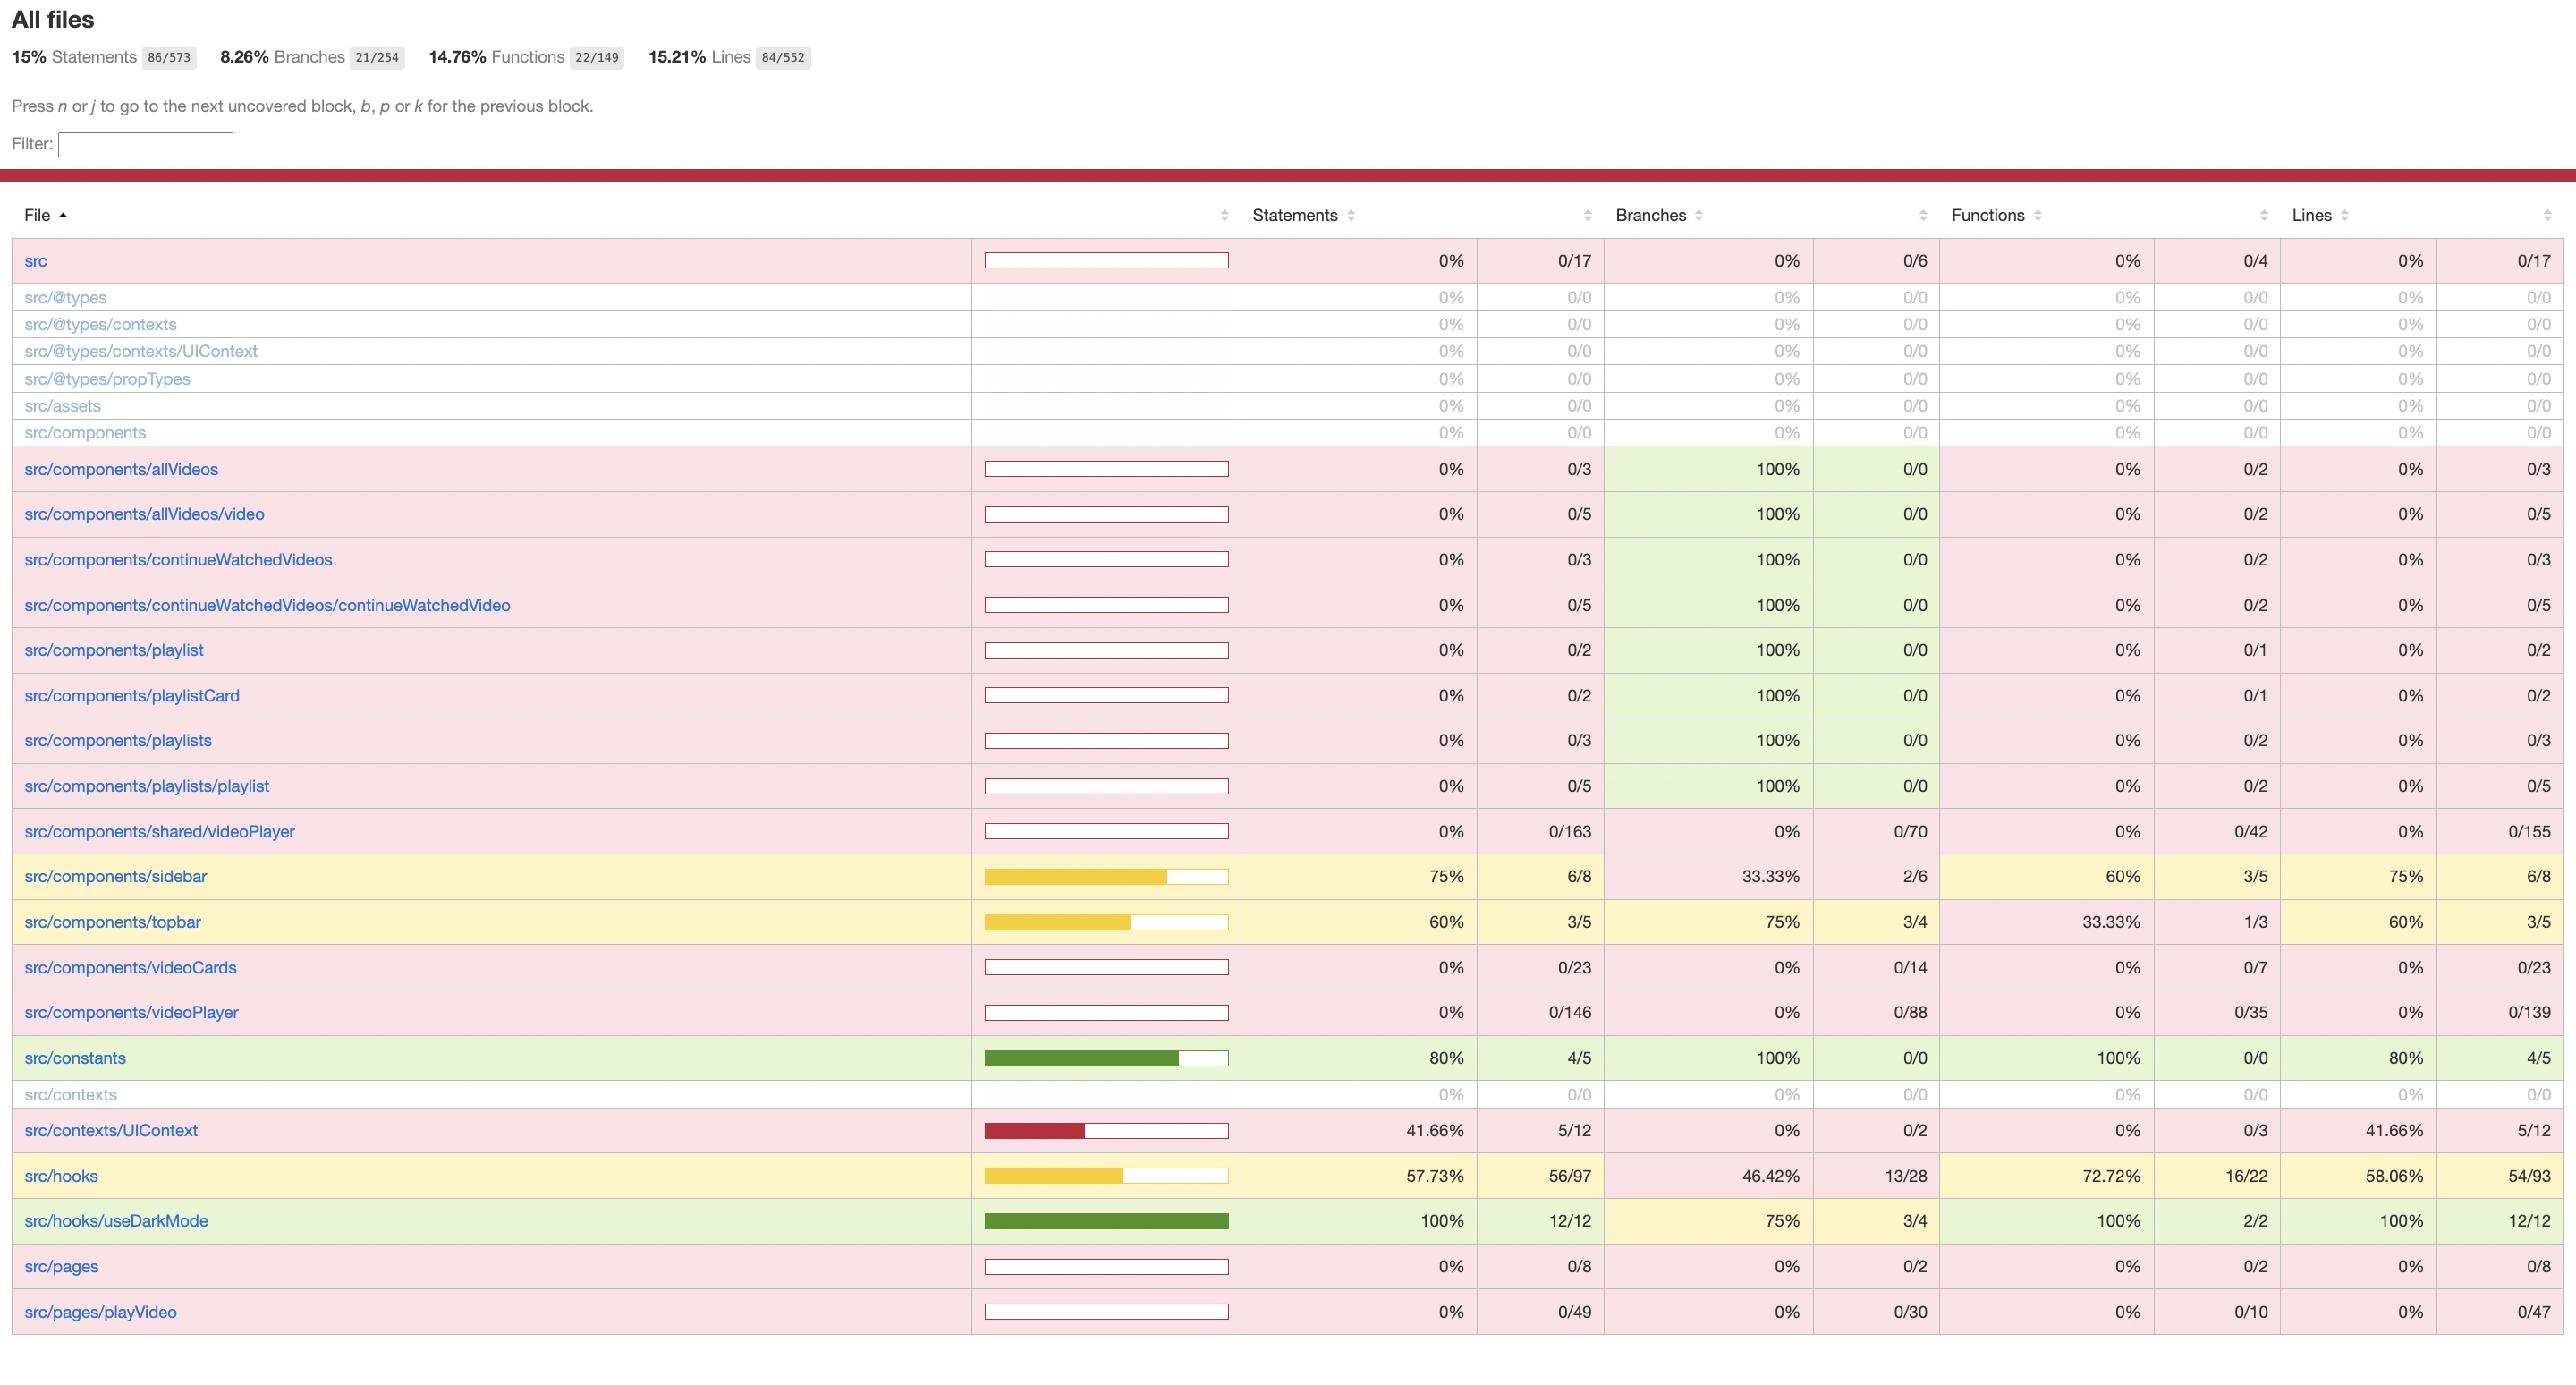 All files
15% Statements 86/573 8.26% Branches 21/254 14.76% Functions 22/149 15.21% Lines 84/552
Press n or j to go to the next uncovered block, b, p or k for the previous block.
Filter:
File Statements Branches Functions Lines
src 0% 0/17 0% 0/6 0% 0/4 0% 0/17
src/@types 0% 0/0 0% 0/0 0% 0/0 0% 0/0
src/@types/contexts 0% 0/0 0% 0/0 0% 0/0 0% 0/0
src/@types/contexts/UIContext 0% 0/0 0% 0/0 0% 0/0 0% 0/0
src/@types/propTypes 0% 0/0 0% 0/0 0% 0/0 0% 0/0
src/assets 0% 0/0 0% 0/0 0% 0/0 0% 0/0
src/components 0% 0/0 0% 0/0 0% 0/0 0% 0/0
src/components/allVideos 0% 0/3 100% 0/0 0% 0/2 0% 0/3
src/components/allVideos/video 0% 0/5 100% 0/0 0% 0/2 0% 0/5
src/components/continueWatchedVideos 0% 0/3 100% 0/0 0% 0/2 0% 0/3
src/components/continueWatchedVideos/continueWatchedVideo 0% 0/5 100% 0/0 0% 0/2 0% 0/5
src/components/playlist 0% 0/2 100% 0/0 0% 0/1 0% 0/2
src/components/playlistCard 0% 0/2 100% 0/0 0% 0/1 0% 0/2
src/components/playlists 0% 0/3 100% 0/0 0% 0/2 0% 0/3
src/components/playlists/playlist 0% 0/5 100% 0/0 0% 0/2 0% 0/5
src/components/shared/videoPlayer 0% 0/163 0% 0/70 0% 0/42 0% 0/155
src/components/sidebar 75% 6/8 33.33% 2/6 60% 3/5 75% 6/8
src/components/topbar 60% 3/5 75% 3/4 33.33% 1/3 60% 3/5
src/components/videoCards 0% 0/23 0% 0/14 0% 0/7 0% 0/23
src/components/videoPlayer 0% 0/146 0% 0/88 0% 0/35 0% 0/139
src/constants 80% 4/5 100% 0/0 100% 0/0 80% 4/5
src/contexts 0% 0/0 0% 0/0 0% 0/0 0% 0/0
src/contexts/UIContext 41.66% 5/12 0% 0/2 0% 0/3 41.66% 5/12
src/hooks 57.73% 56/97 46.42% 13/28 72.72% 16/22 58.06% 54/93
src/hooks/useDarkMode 100% 12/12 75% 3/4 100% 2/2 100% 12/12
src/pages 0% 0/8 0% 0/2 0% 0/2 0% 0/8
src/pages/playVideo 0% 0/49 0% 0/30 0% 0/10 0% 0/47